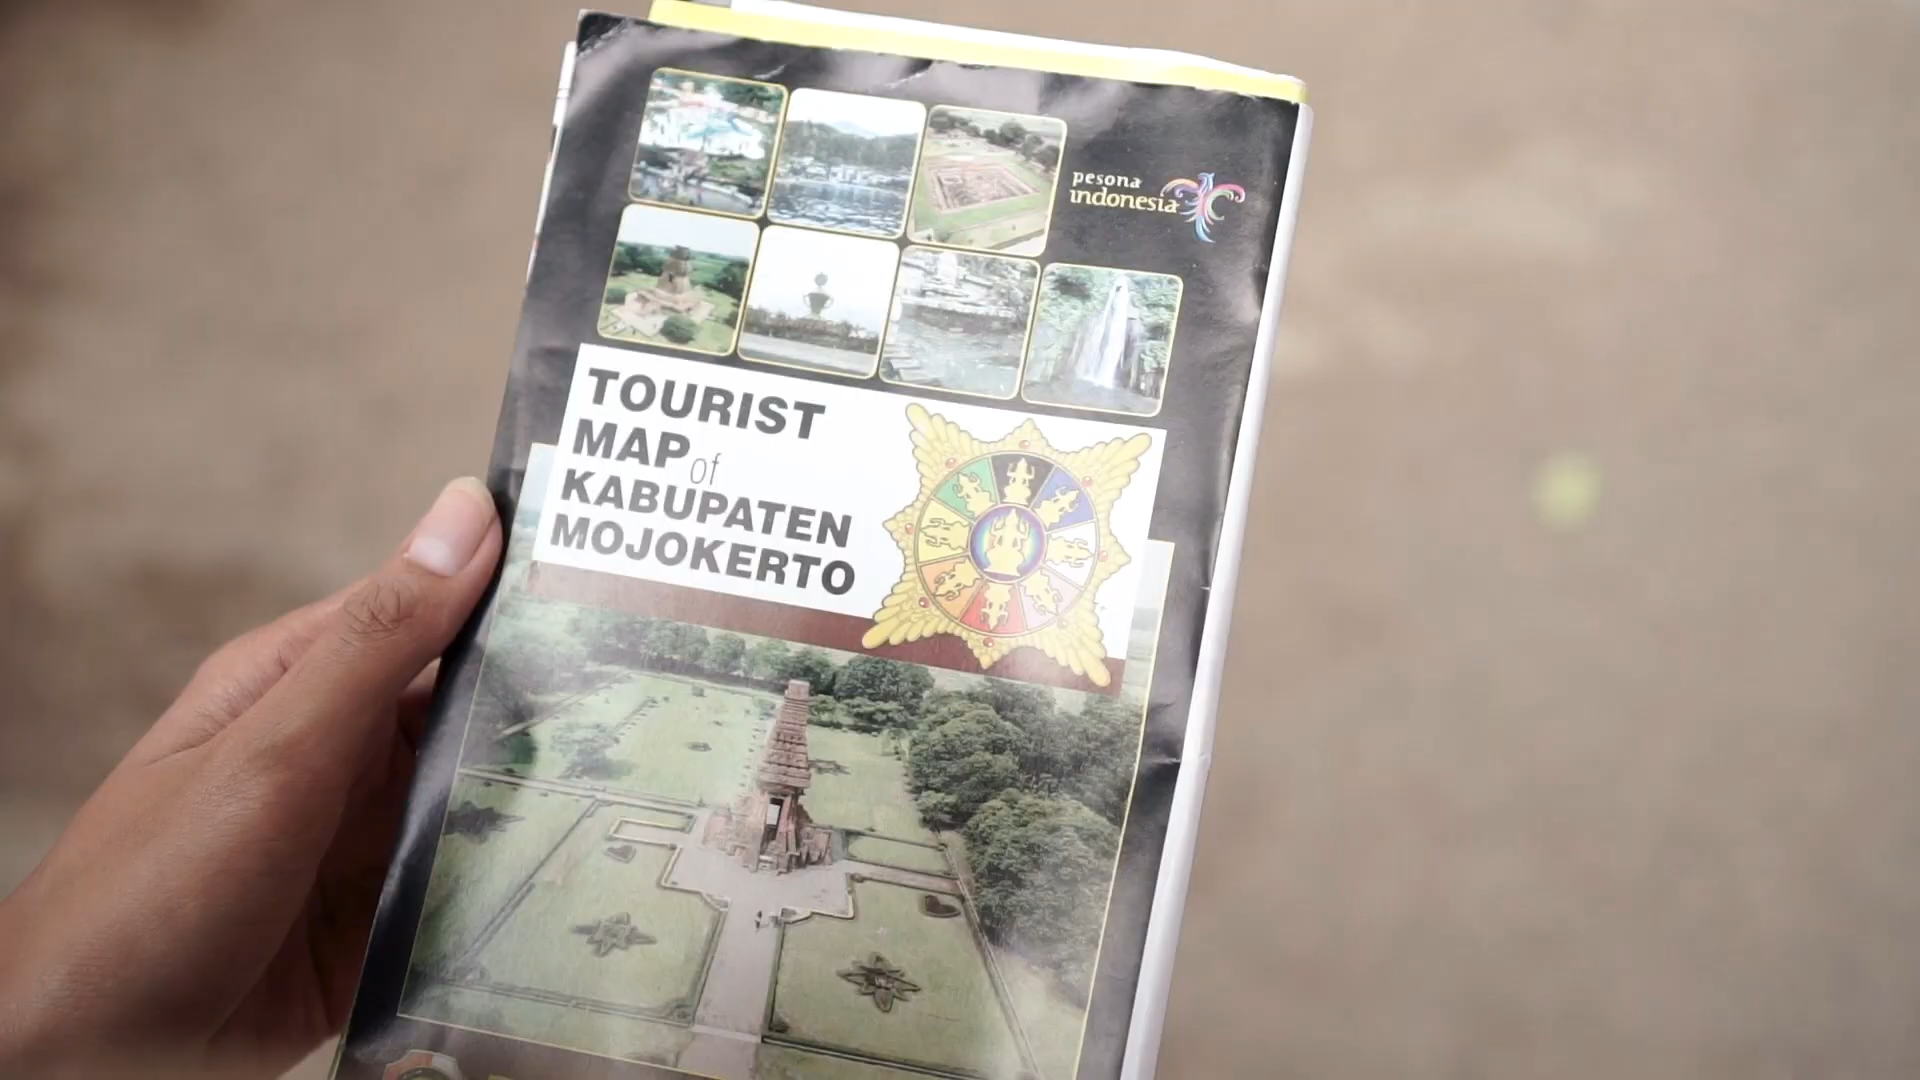 pesona
indonesia
TOURIST
MAP of
KABUPATEN
MOJOKERTO